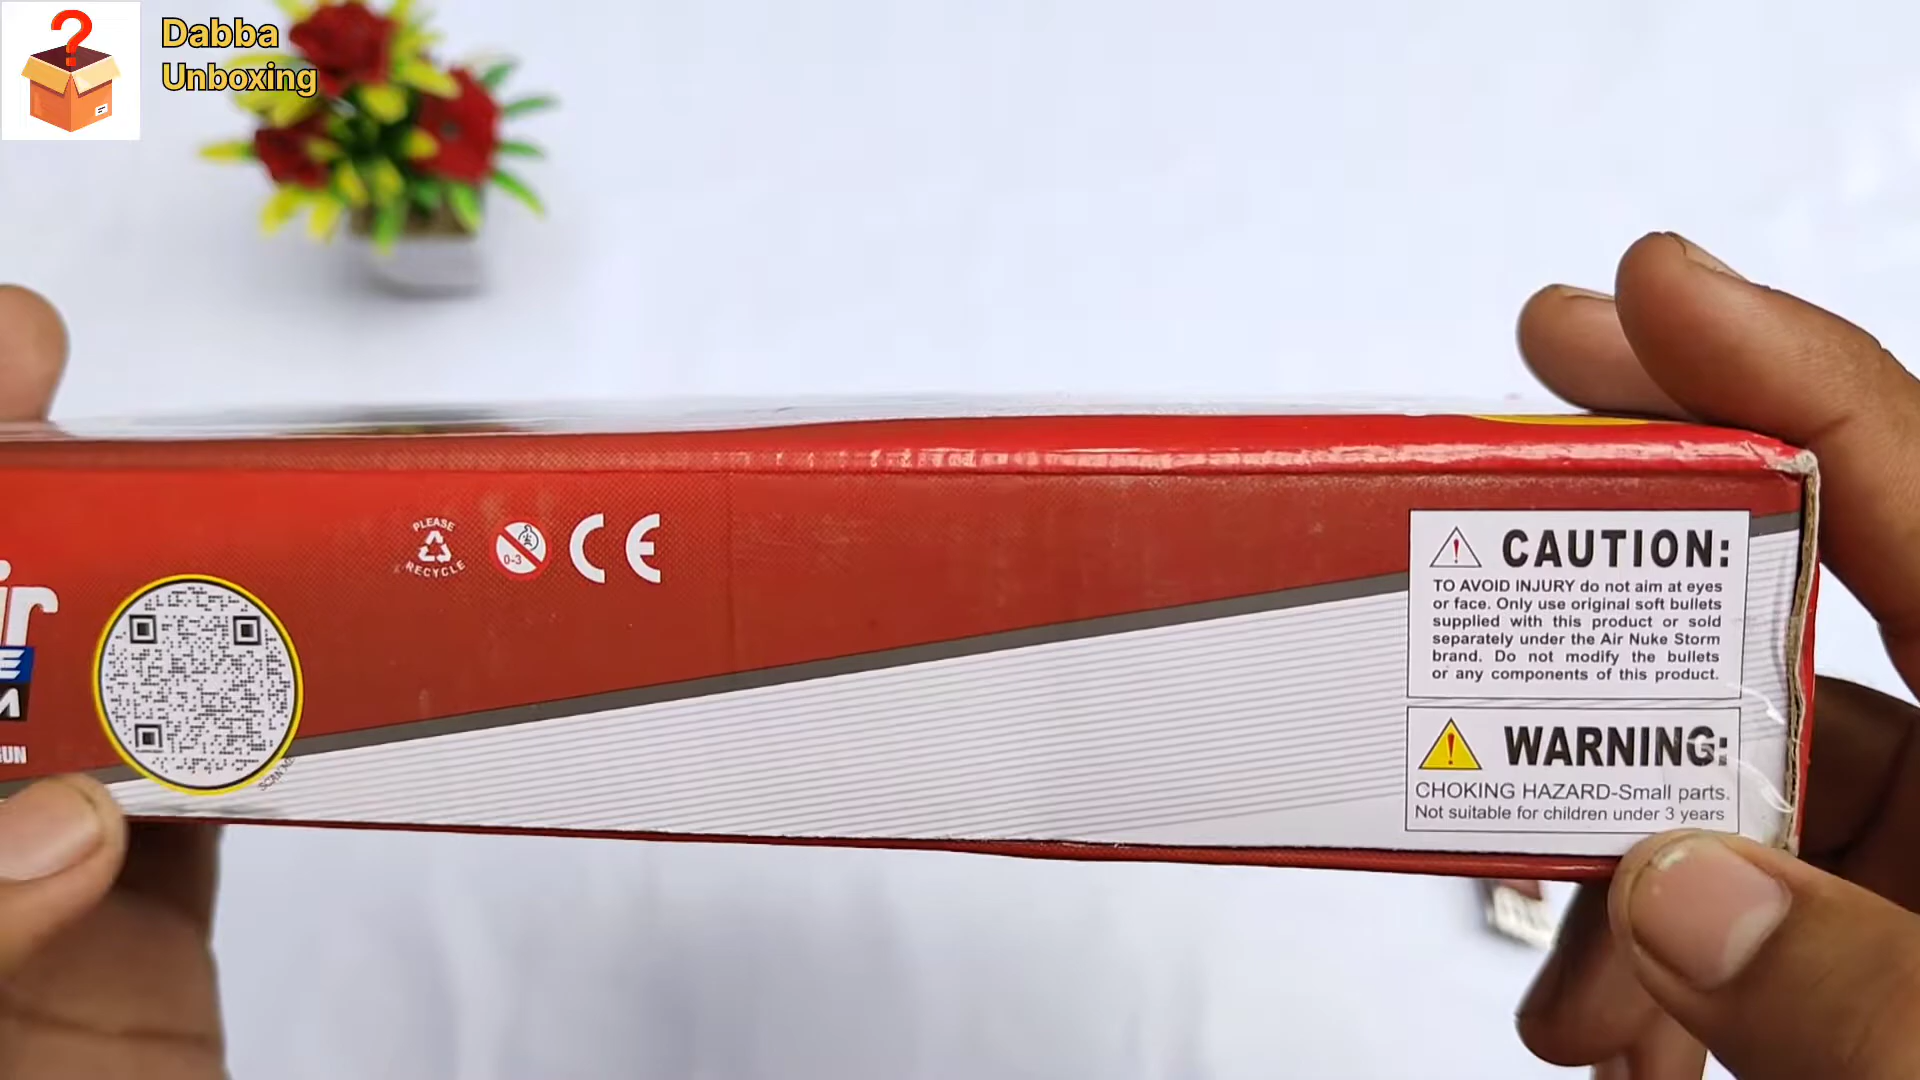 Dabba
Unboxing
PLEASE
RECYCLE
0-3
CE
SCAN ME
CAUTION:
TO AVOID INJURY do not aim at eyes
or face. Only use original soft bullets
supplied with this product or sold
separately under the Air Nuke Storm
brand. Do not modify the bullets
or any components of this product.
WARNING:
CHOKING HAZARD-Small parts.
Not suitable for children under 3 years